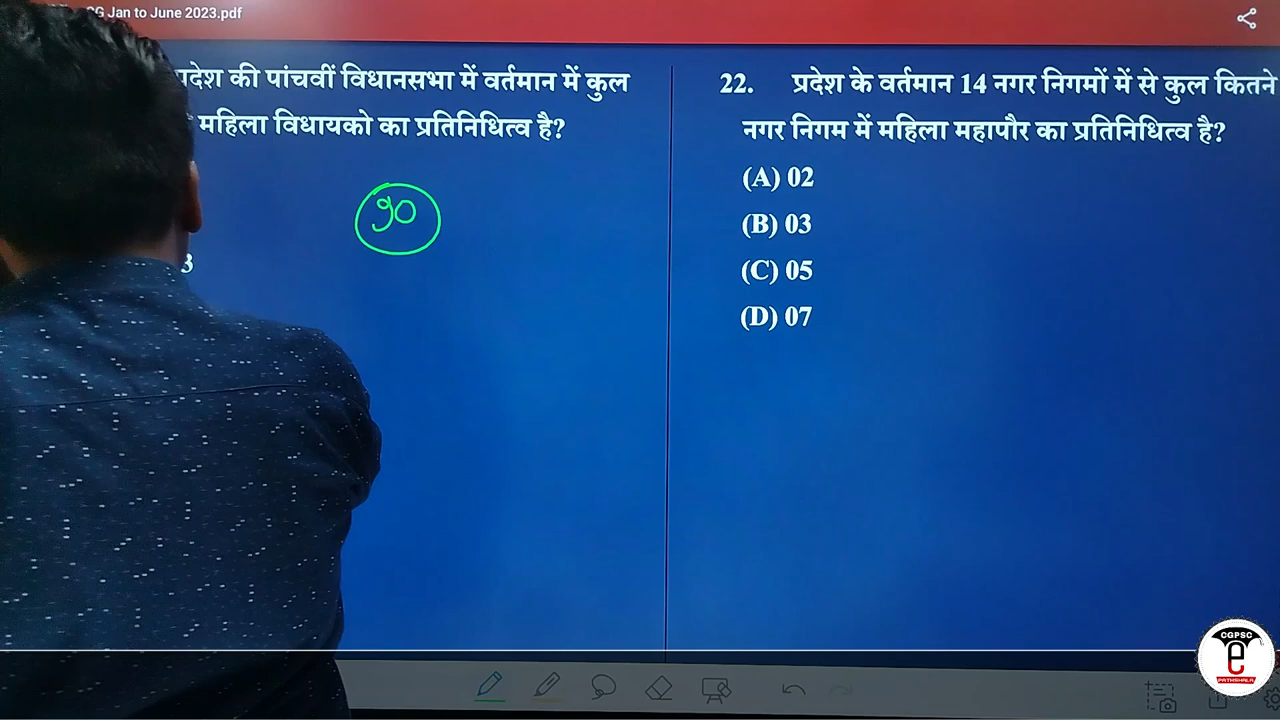 CG Jan to June 2023.pdf
की पांचवीं विधानसभा में वर्तमान में कुल
महिला विधायको का प्रतिनिधित्व है?
90
3
22. प्रदेश के वर्तमान 14 नगर निगमों में से कुल कितने
नगर निगम में महिला महापौर का प्रतिनिधित्व है?
(A) 02
(B) 03
(C) 05
(D) 07
CGPSC
e
PATHSHALA